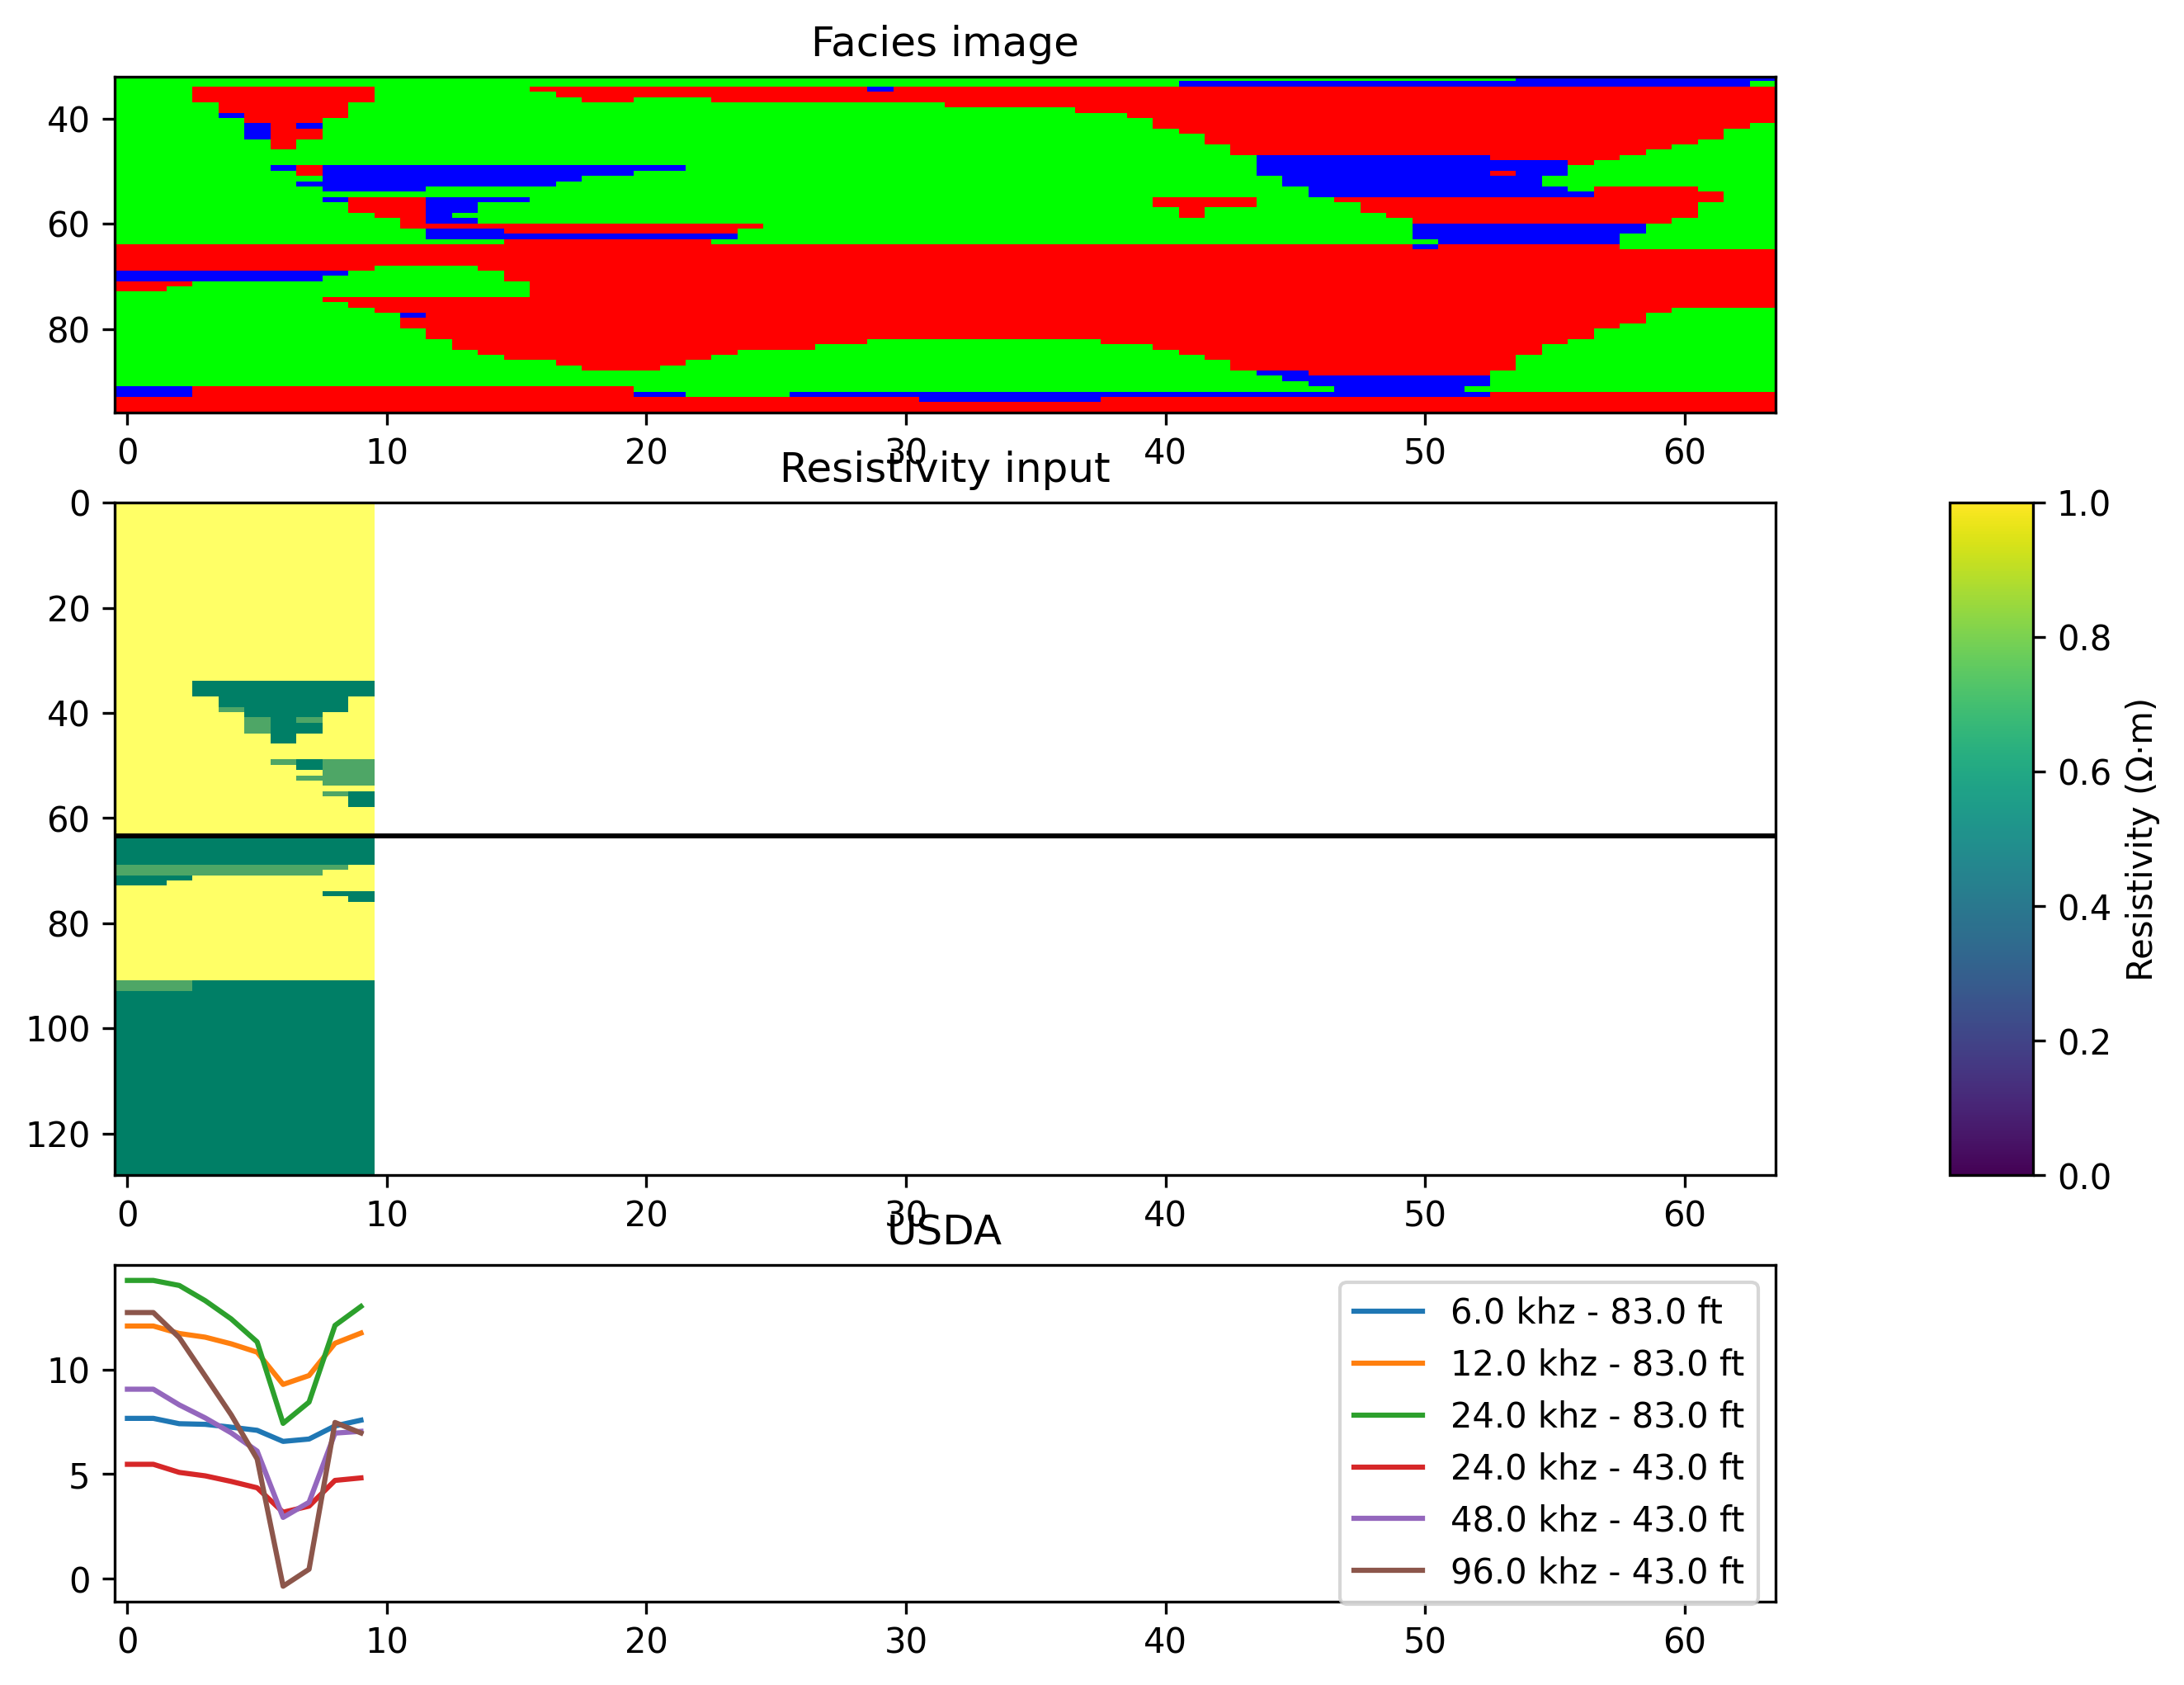 Facies image
40
60
80
0 10 20 30 40 50 60
Resistivity input
0
20
40
60
80
100
120
0 10 20 30 40 50 60
1.0
0.8
0.6
0.4
0.2
0.0
Resistivity (Ω·m)
USDA
10
5
0
0 10 20 30 40 50 60
6.0 khz - 83.0 ft
12.0 khz - 83.0 ft
24.0 khz - 83.0 ft
24.0 khz - 43.0 ft
48.0 khz - 43.0 ft
96.0 khz - 43.0 ft